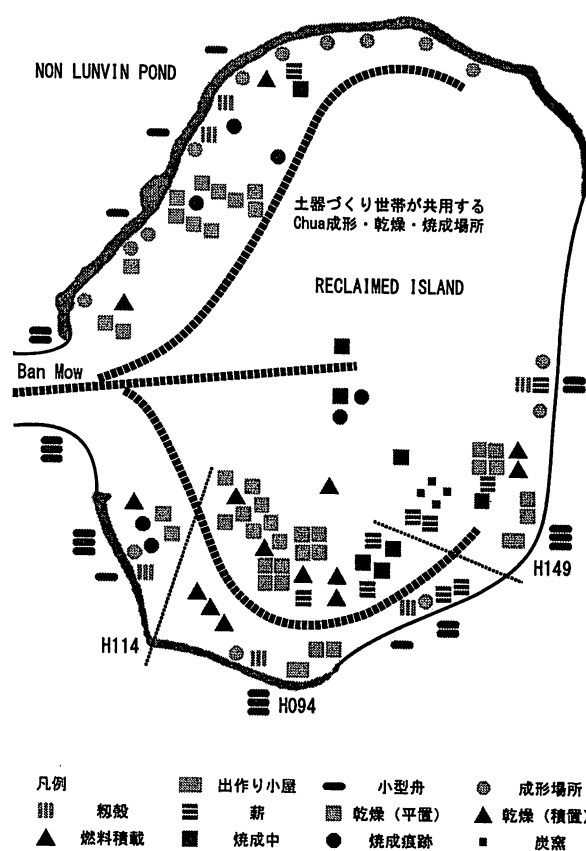 NON LUNVIN POND
土器づくり世帯が共用する
Chua成形・乾燥・焼成場所
RECLAIMED ISLAND
Ban Mow
H149
H114
H094
凡例
出作り小屋
小型舟
成形場所
籾殻
薪
乾燥（平置）
乾燥（積置）
燃料積載
焼成中
焼成痕跡
炭窯